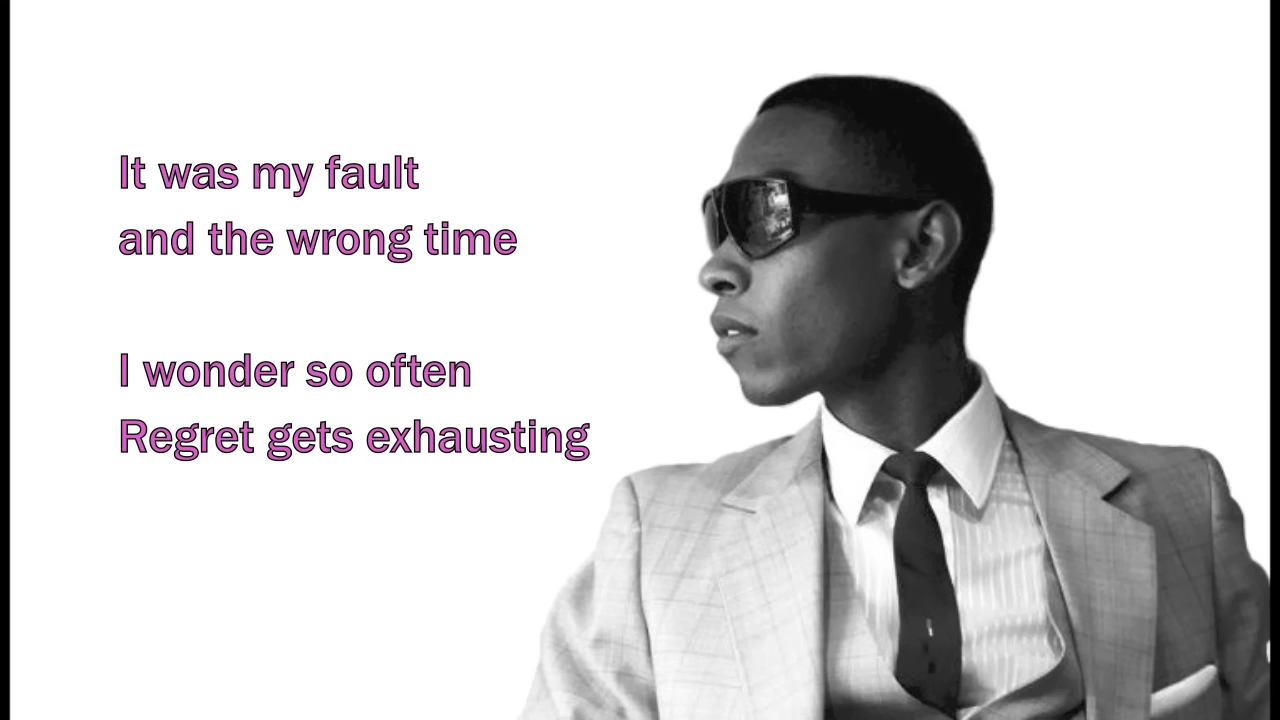 It was my fault
and the wrong time
I wonder so often
Regret gets exhausting